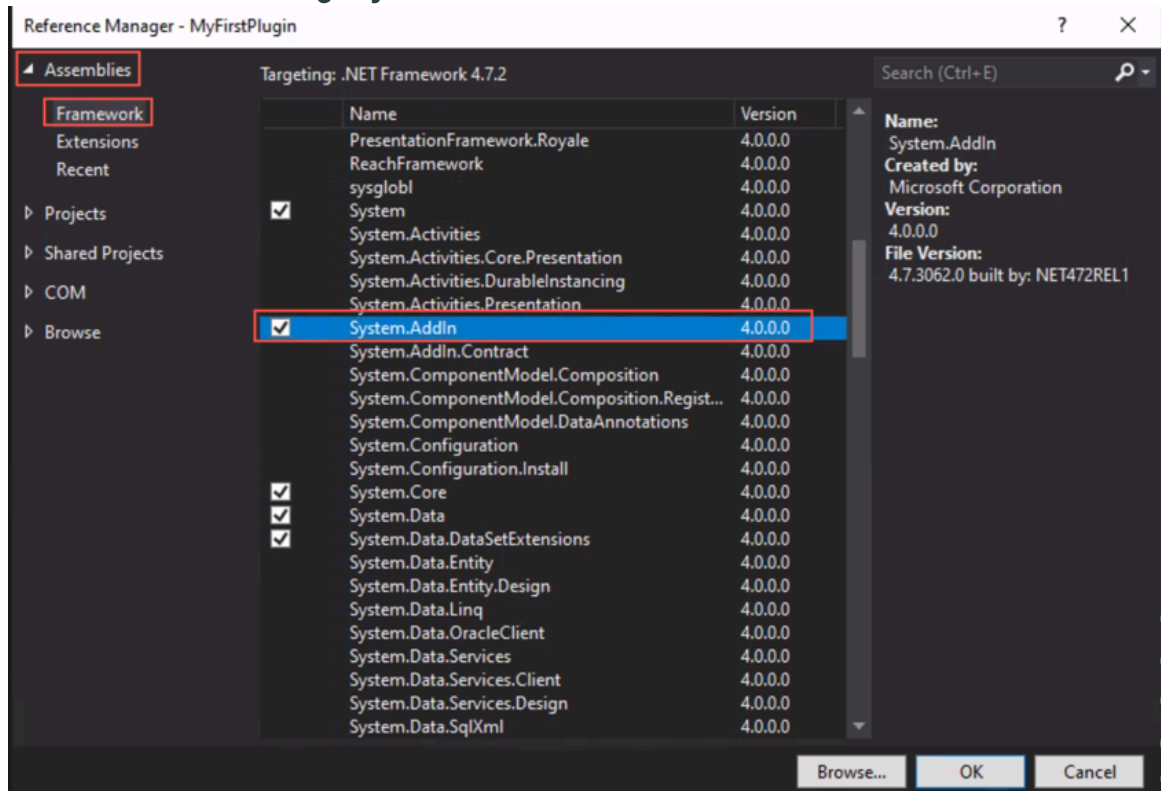 Reference Manager - MyFirstPlugin
? ×
Assemblies
Framework
Extensions
Recent
Projects
Shared Projects
COM
Browse
Targeting: .NET Framework 4.7.2
Search (Ctrl+E)
Name Version
PresentationFramework.Royale 4.0.0.0
ReachFramework 4.0.0.0
sysglobl 4.0.0.0
System 4.0.0.0
System.Activities 4.0.0.0
System.Activities.Core.Presentation 4.0.0.0
System.Activities.DurableInstancing 4.0.0.0
System.Activities.Presentation 4.0.0.0
System.AddIn 4.0.0.0
System.AddIn.Contract 4.0.0.0
System.ComponentModel.Composition 4.0.0.0
System.ComponentModel.Composition.Regist... 4.0.0.0
System.ComponentModel.DataAnnotations 4.0.0.0
System.Configuration 4.0.0.0
System.Configuration.Install 4.0.0.0
System.Core 4.0.0.0
System.Data 4.0.0.0
System.Data.DataSetExtensions 4.0.0.0
System.Data.Entity 4.0.0.0
System.Data.Entity.Design 4.0.0.0
System.Data.Linq 4.0.0.0
System.Data.OracleClient 4.0.0.0
System.Data.Services 4.0.0.0
System.Data.Services.Client 4.0.0.0
System.Data.Services.Design 4.0.0.0
System.Data.SqlXml 4.0.0.0
Name:
System.AddIn
Created by:
Microsoft Corporation
Version:
4.0.0.0
File Version:
4.7.3062.0 built by: NET472REL1
Browse... OK Cancel